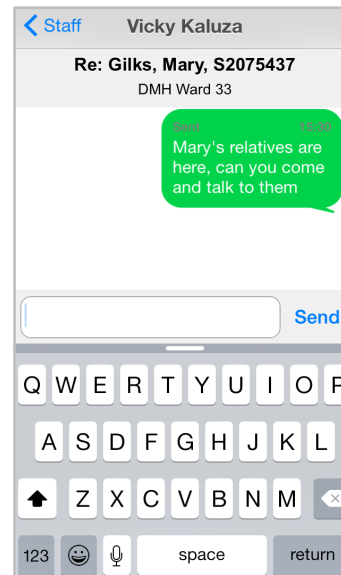 Staff Vicky Kaluza
Re: Gilks, Mary, S2075437
DMH Ward 33
Sent 15:30
Mary's relatives are
here, can you come
and talk to them
Send
Q W E R T Y U I O P
A S D F G H J K L
Z X C V B N M
123 space return